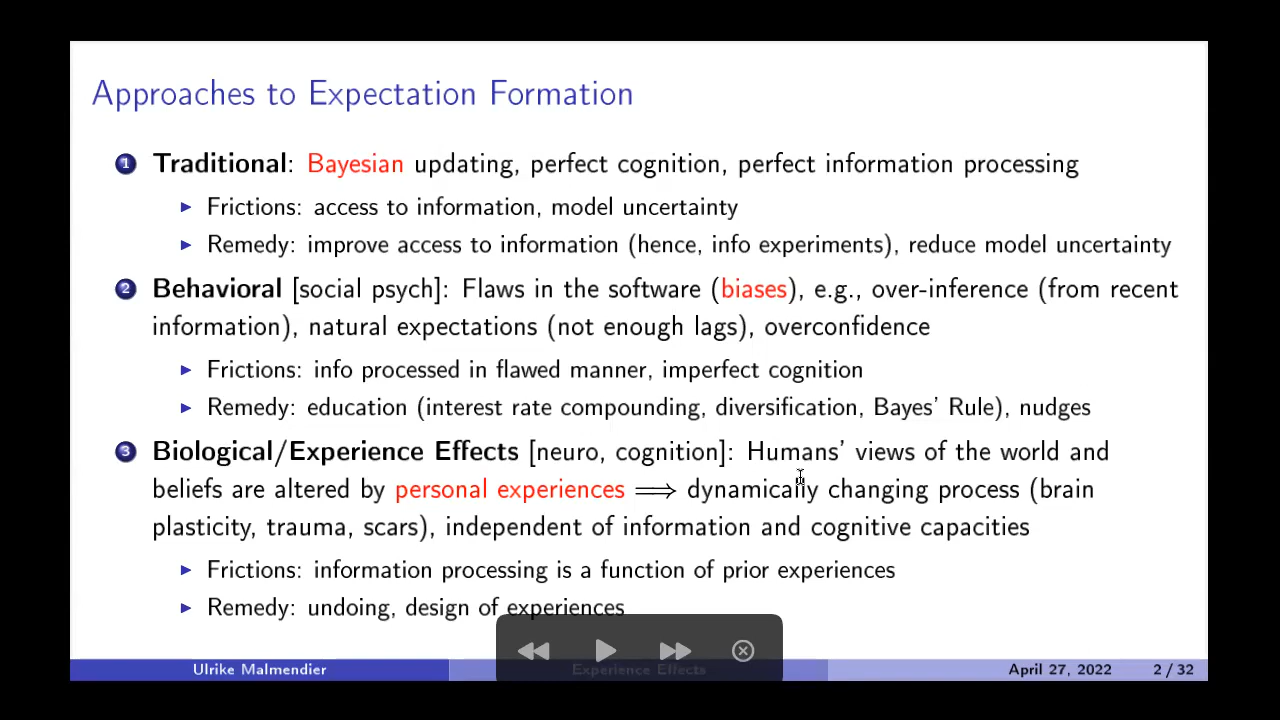 Approaches to Expectation Formation
1 Traditional: Bayesian updating, perfect cognition, perfect information processing
Frictions: access to information, model uncertainty
Remedy: improve access to information (hence, info experiments), reduce model uncertainty
2 Behavioral [social psych]: Flaws in the software (biases), e.g., over-inference (from recent
information), natural expectations (not enough lags), overconfidence
Frictions: info processed in flawed manner, imperfect cognition
Remedy: education (interest rate compounding, diversification, Bayes' Rule), nudges
3 Biological/Experience Effects [neuro, cognition]: Humans' views of the world and
beliefs are altered by personal experiences ⟹ dynamically changing process (brain
plasticity, trauma, scars), independent of information and cognitive capacities
Frictions: information processing is a function of prior experiences
Remedy: undoing, design of experiences
Ulrike Malmendier Experience Effects April 27, 2022 2 / 32